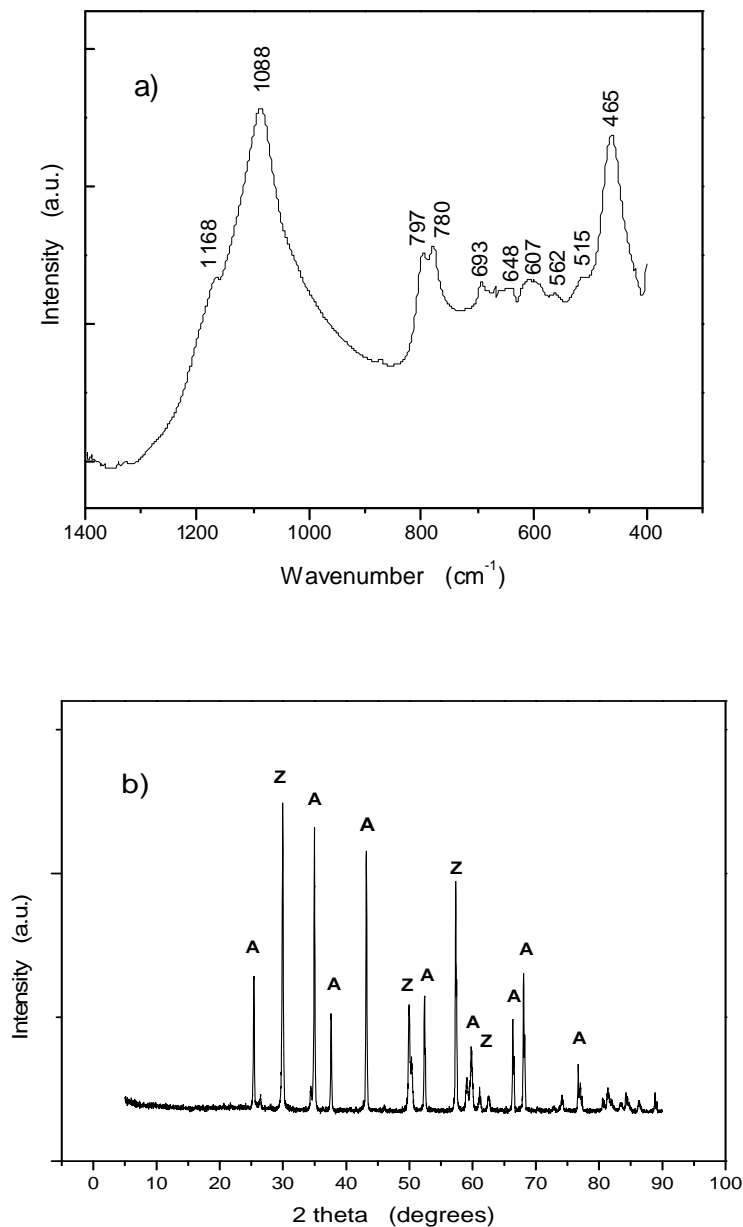 a)
1088
465
1168
797
780
693
648
607
562
515
Intensity (a.u.)
1400 1200 1000 800 600 400
Wavenumber (cm⁻¹)
b)
Z
A
A
Z
A
A
Z
A
A
Z
A
A
A
Intensity (a.u.)
0 10 20 30 40 50 60 70 80 90 100
2 theta (degrees)